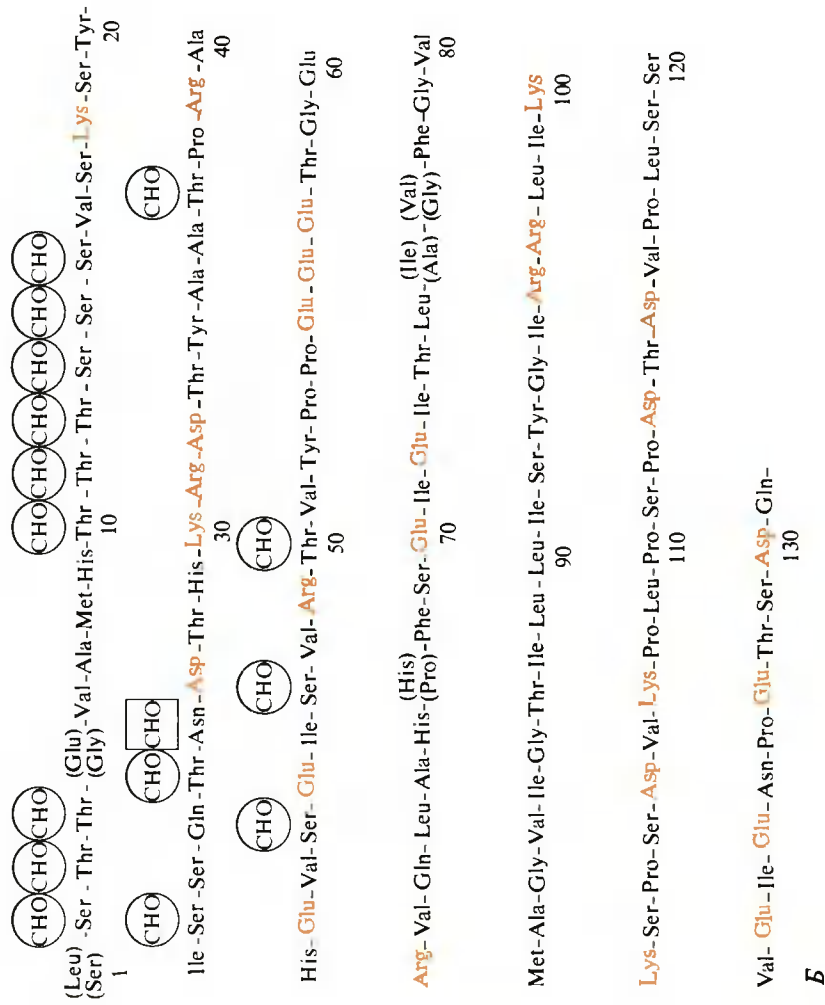 CHO CHO CHO CHO CHO CHO CHO CHO CHO
(Leu) (Glu)
-Ser-Thr-Thr- -Val-Ala-Met-His-Thr-Thr-Thr-Ser-Ser-Ser-Val-Ser-Lys-Ser-Tyr-
(Ser) (Gly)
1 10 20
CHO CHO CHO CHO
Ile-Ser-Ser-Gln-Thr-Asn-Asp-Thr-His-Lys-Arg-Asp-Thr-Tyr-Ala-Ala-Thr-Pro-Arg-Ala
30 40
CHO CHO CHO
His-Glu-Val-Ser-Glu-Ile-Ser-Val-Arg-Thr-Val-Tyr-Pro-Pro-Glu-Glu-Glu-Thr-Gly-Glu
50 60
(His) (Ile) (Val)
Arg-Val-Gln-Leu-Ala-His- -Phe-Ser-Glu-Ile-Glu-Ile-Thr-Leu- - -Phe-Gly-Val
(Pro) (Ala) (Gly)
70 80
Met-Ala-Gly-Val-Ile-Gly-Thr-Ile-Leu-Leu-Ile-Ser-Tyr-Gly-Ile-Arg-Arg-Leu-Ile-Lys
90 100
Lys-Ser-Pro-Ser-Asp-Val-Lys-Pro-Leu-Pro-Ser-Pro-Asp-Thr-Asp-Val-Pro-Leu-Ser-Ser
110 120
Val-Glu-Ile-Glu-Asn-Pro-Glu-Thr-Ser-Asp-Gln-
130
Б